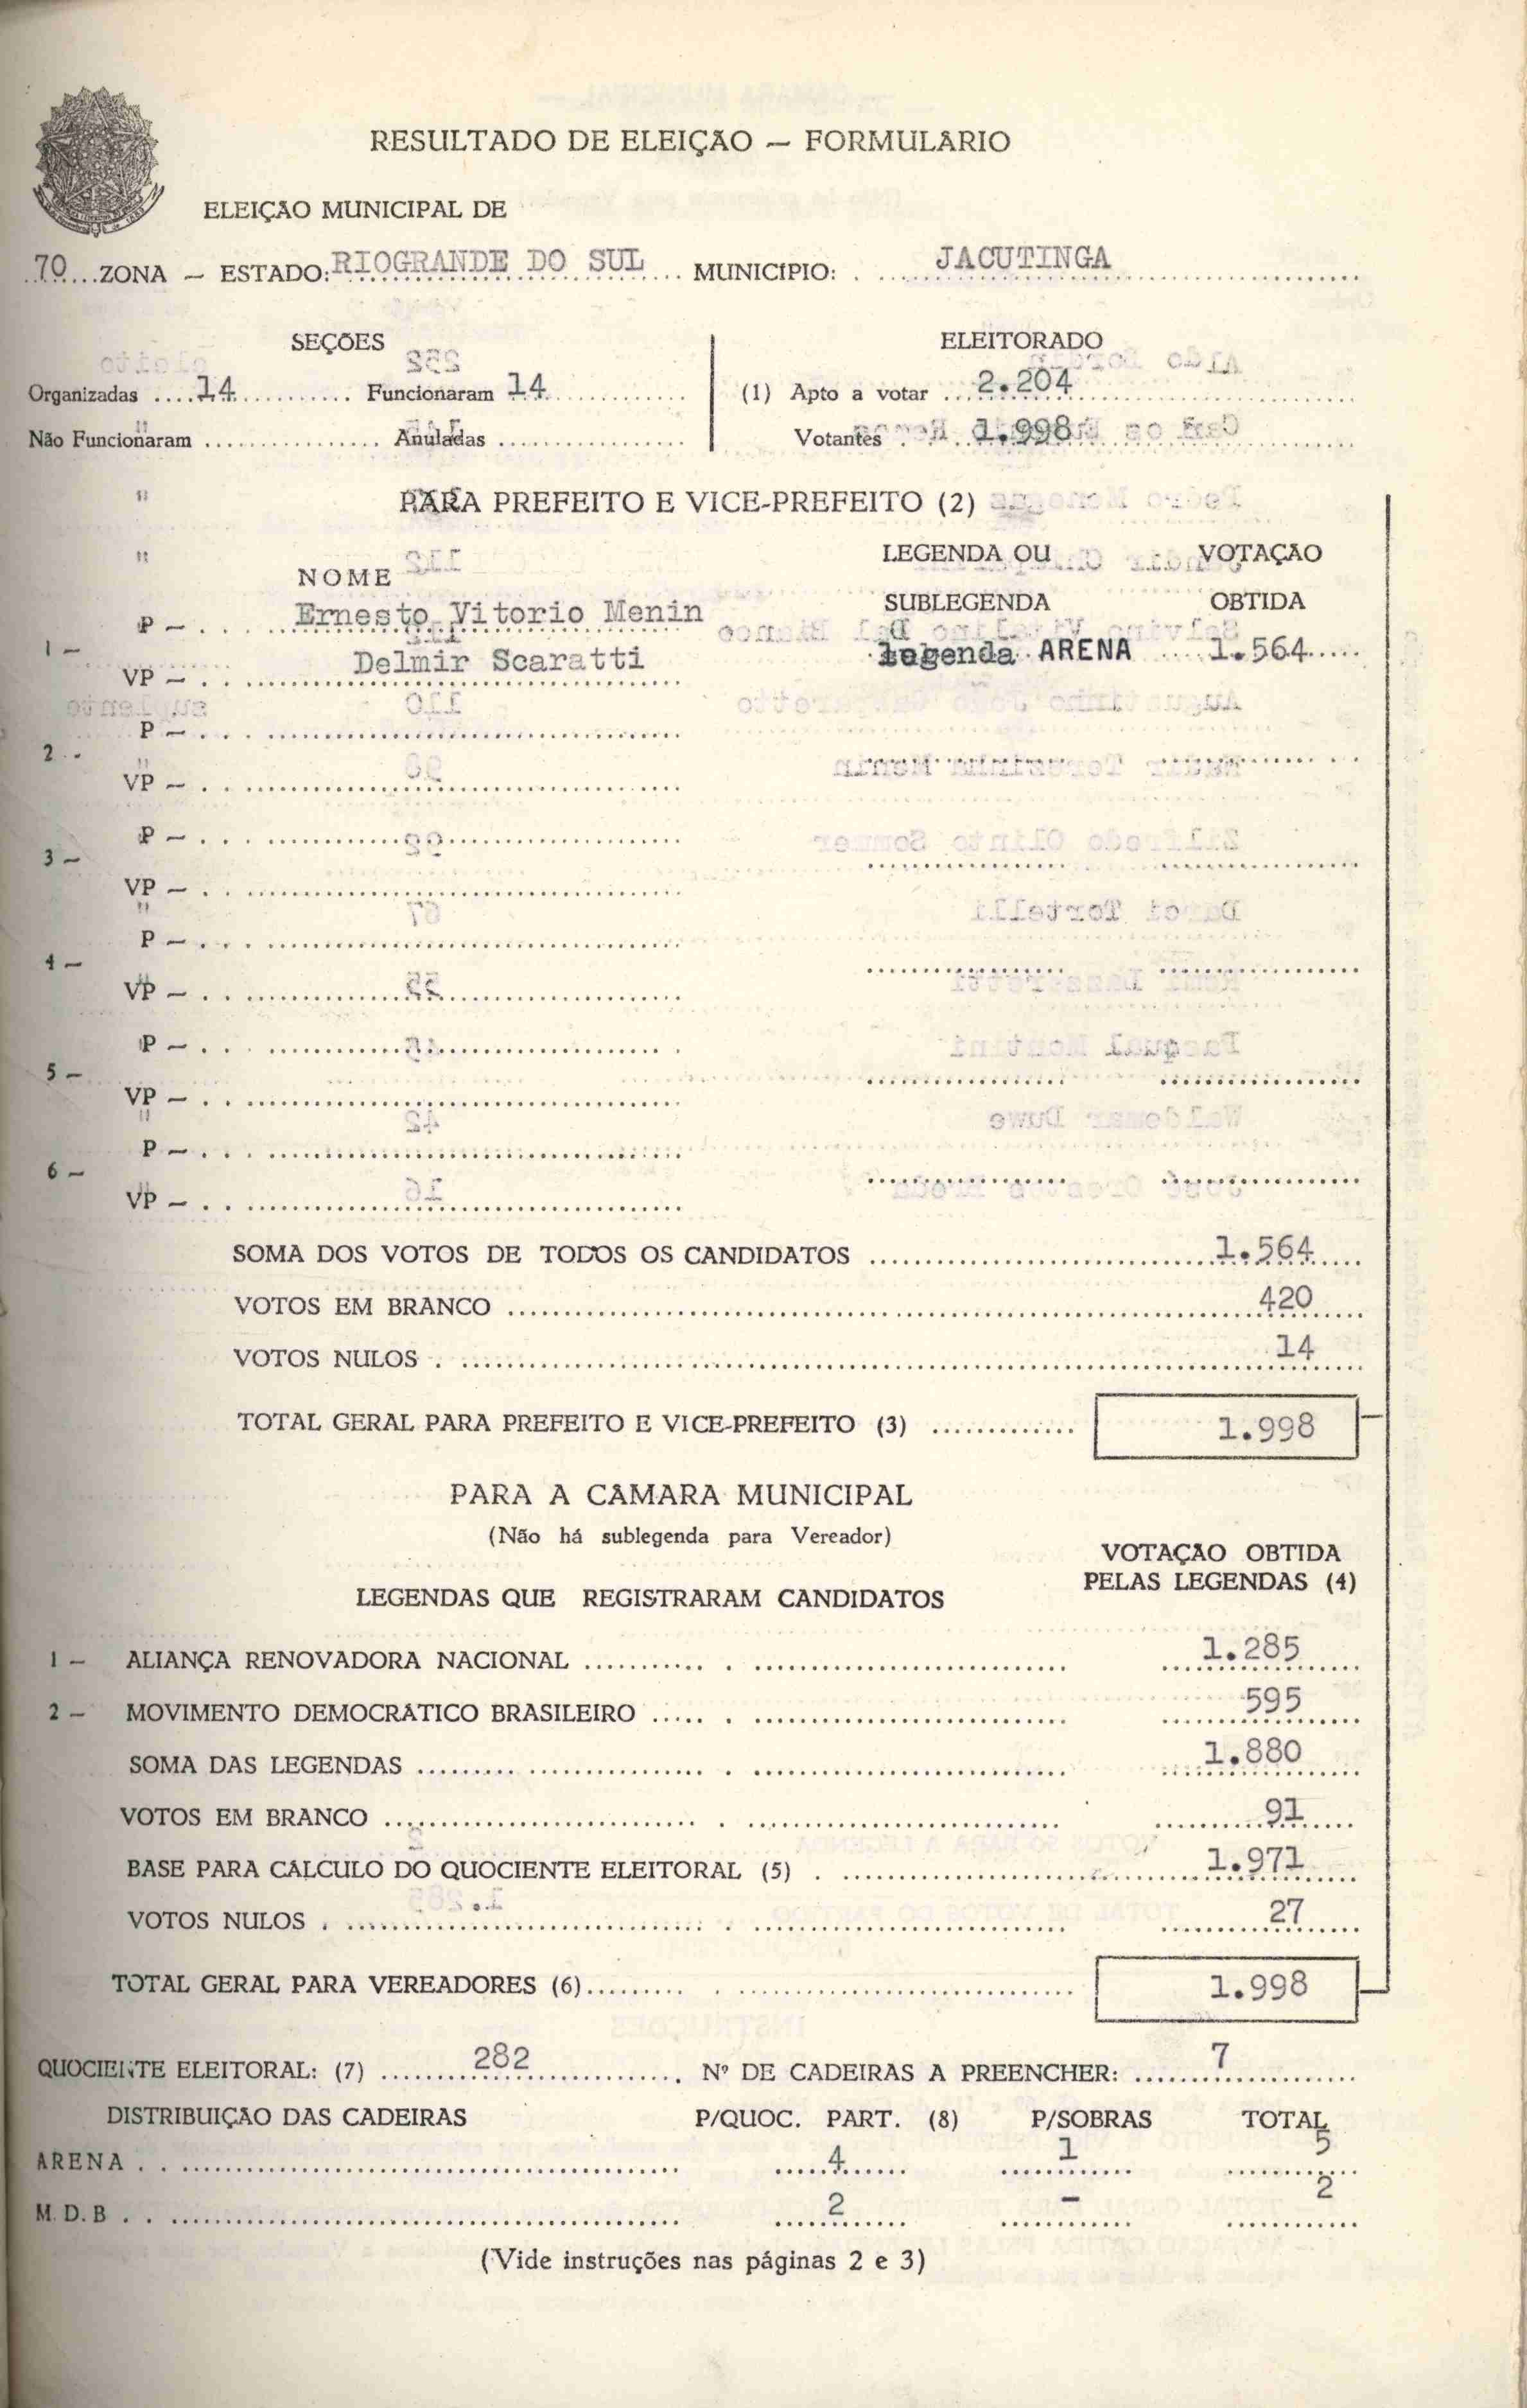 RESULTADO DE ELEIÇÃO — FORMULÁRIO
ELEIÇÃO MUNICIPAL DE
70 ZONA — ESTADO: RIOGRANDE DO SUL MUNICÍPIO: JACUTINGA
SEÇÕES ELEITORADO
Organizadas 14 Funcionaram 14 (1) Apto a votar 2.204
Não Funcionaram Anuladas Votantes 1.998
PARA PREFEITO E VICE-PREFEITO (2)
NOME LEGENDA OU SUBLEGENDA VOTAÇÃO OBTIDA
1 — P — Ernesto Vitorio Menin
VP — Delmir Scaratti Legenda ARENA 1.564
2 - P —
VP —
3 — P —
VP —
4 — P —
VP —
5 — P —
VP —
6 — P —
VP —
SOMA DOS VOTOS DE TODOS OS CANDIDATOS 1.564
VOTOS EM BRANCO 420
VOTOS NULOS 14
TOTAL GERAL PARA PREFEITO E VICE-PREFEITO (3) 1.998
PARA A CÂMARA MUNICIPAL
(Não há sublegenda para Vereador)
LEGENDAS QUE REGISTRARAM CANDIDATOS VOTAÇÃO OBTIDA PELAS LEGENDAS (4)
1 — ALIANÇA RENOVADORA NACIONAL 1.285
2 — MOVIMENTO DEMOCRÁTICO BRASILEIRO 595
SOMA DAS LEGENDAS 1.880
VOTOS EM BRANCO 91
BASE PARA CÁLCULO DO QUOCIENTE ELEITORAL (5) 1.971
VOTOS NULOS 27
TOTAL GERAL PARA VEREADORES (6) 1.998
QUOCIENTE ELEITORAL: (7) 282 Nº DE CADEIRAS A PREENCHER: 7
DISTRIBUIÇÃO DAS CADEIRAS P/QUOC. PART. (8) P/SOBRAS TOTAL
ARENA 4 1 5
M.D.B 2 - 2
(Vide instruções nas páginas 2 e 3)